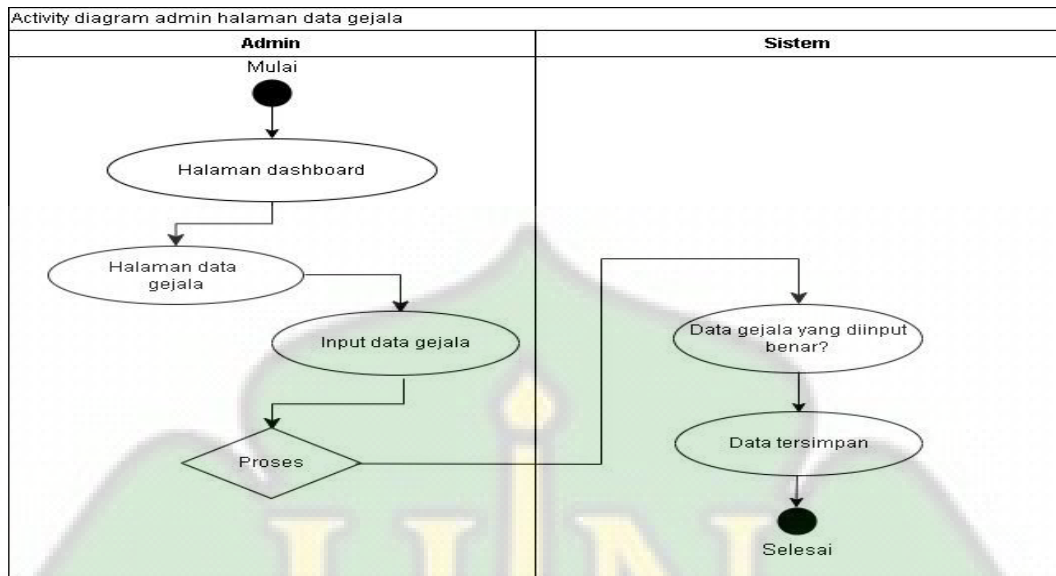 Activity diagram admin halaman data gejala
Admin
Sistem
Mulai
Halaman dashboard
Halaman data
gejala
Input data gejala
Proses
Data gejala yang diinput
benar?
Data tersimpan
Selesai
UIN